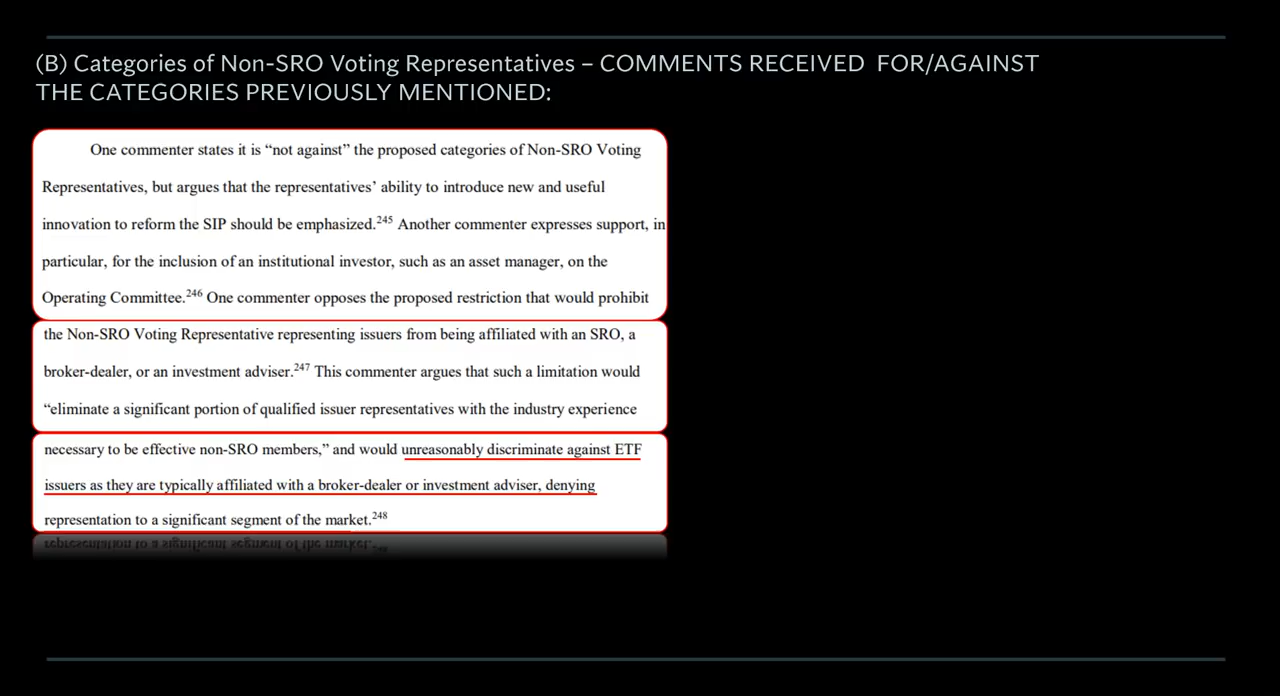 (B) Categories of Non-SRO Voting Representatives – COMMENTS RECEIVED FOR/AGAINST
THE CATEGORIES PREVIOUSLY MENTIONED:
One commenter states it is “not against” the proposed categories of Non-SRO Voting
Representatives, but argues that the representatives’ ability to introduce new and useful
innovation to reform the SIP should be emphasized.245 Another commenter expresses support, in
particular, for the inclusion of an institutional investor, such as an asset manager, on the
Operating Committee.246 One commenter opposes the proposed restriction that would prohibit
the Non-SRO Voting Representative representing issuers from being affiliated with an SRO, a
broker-dealer, or an investment adviser.247 This commenter argues that such a limitation would
“eliminate a significant portion of qualified issuer representatives with the industry experience
necessary to be effective non-SRO members,” and would unreasonably discriminate against ETF
issuers as they are typically affiliated with a broker-dealer or investment adviser, denying
representation to a significant segment of the market.248